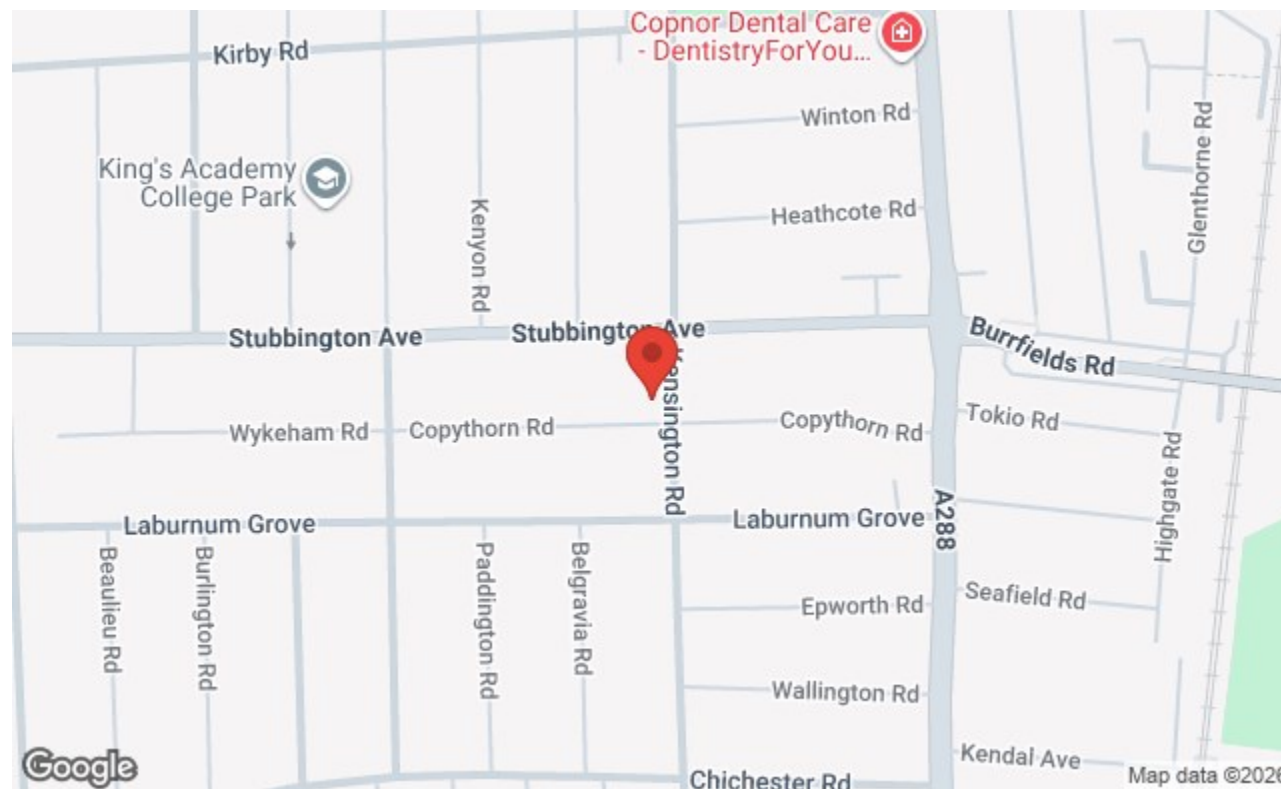 Copnor Dental Care
- DentistryForYou...
Kirby Rd
Winton Rd
King's Academy
College Park
Glenthorne Rd
Kenyon Rd
Heathcote Rd
Stubbington Ave
Stubbington Ave
Burrfields Rd
Kensington Rd
Wykeham Rd
Copythorn Rd
Copythorn Rd
Tokio Rd
Highgate Rd
Laburnum Grove
Laburnum Grove
A288
Beaulieu Rd
Burlington Rd
Paddington Rd
Belgravia Rd
Epworth Rd
Seafield Rd
Wallington Rd
Kendal Ave
Google
Chichester Rd
Map data ©2026